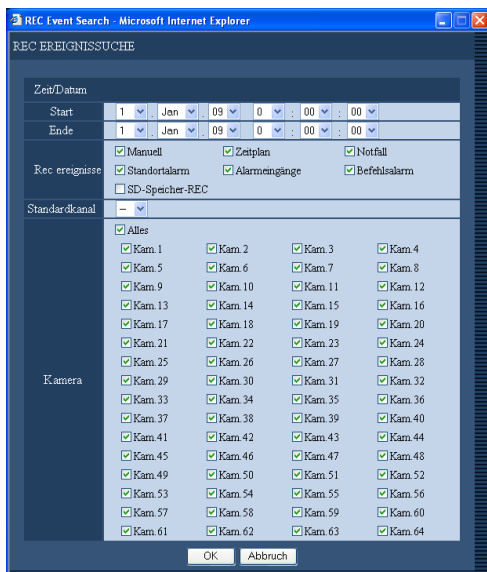 REC Event Search - Microsoft Internet Explorer
REC EREIGNISSUCHE
Zeit/Datum
Start 1 . Jan . 09 0 : 00 : 00
Ende 1 . Jan . 09 0 : 00 : 00
Rec ereignisse Manuell Zeitplan Notfall
Standortalarm Alarmeingänge Befehlsalarm
SD-Speicher-REC
Standardkanal –
Kamera Alles
Kam.1 Kam.2 Kam.3 Kam.4
Kam.5 Kam.6 Kam.7 Kam.8
Kam.9 Kam.10 Kam.11 Kam.12
Kam.13 Kam.14 Kam.15 Kam.16
Kam.17 Kam.18 Kam.19 Kam.20
Kam.21 Kam.22 Kam.23 Kam.24
Kam.25 Kam.26 Kam.27 Kam.28
Kam.29 Kam.30 Kam.31 Kam.32
Kam.33 Kam.34 Kam.35 Kam.36
Kam.37 Kam.38 Kam.39 Kam.40
Kam.41 Kam.42 Kam.43 Kam.44
Kam.45 Kam.46 Kam.47 Kam.48
Kam.49 Kam.50 Kam.51 Kam.52
Kam.53 Kam.54 Kam.55 Kam.56
Kam.57 Kam.58 Kam.59 Kam.60
Kam.61 Kam.62 Kam.63 Kam.64
OK Abbruch